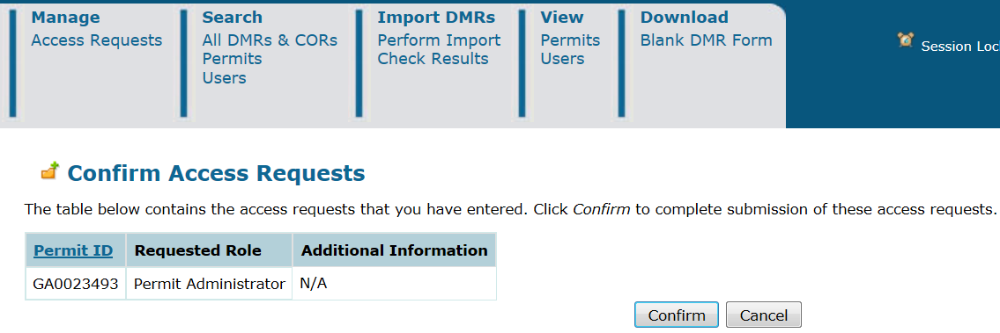 Manage
Access Requests
Search
All DMRs & CORs
Permits
Users
Import DMRs
Perform Import
Check Results
View
Permits
Users
Download
Blank DMR Form
Session Loc
Confirm Access Requests
The table below contains the access requests that you have entered. Click Confirm to complete submission of these access requests.
Permit ID Requested Role Additional Information
GA0023493 Permit Administrator N/A
Confirm Cancel